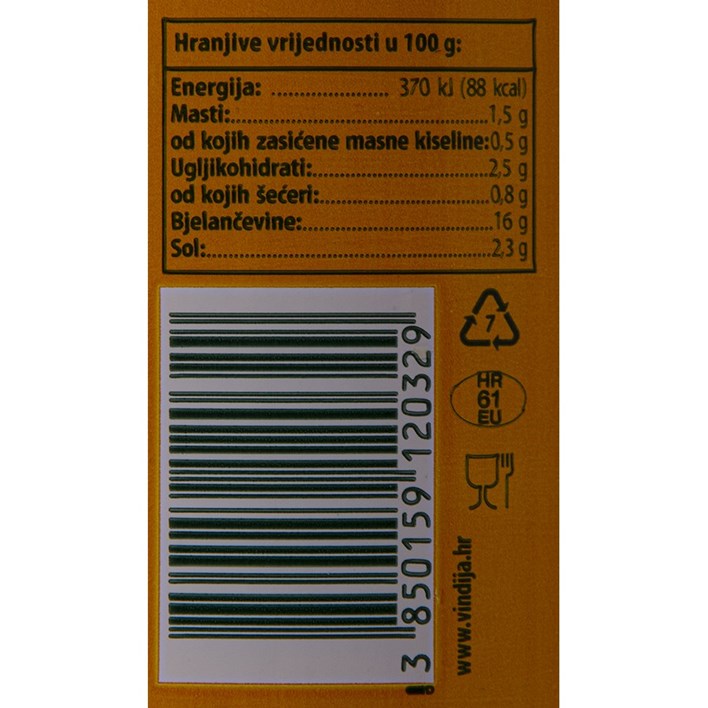 Hranjive vrijednosti u 100 g:
Energija: .................. 370 kJ (88 kcal)
Masti:..........................................1,5 g
od kojih zasićene masne kiseline:0,5 g
Ugljikohidrati:............................2,5 g
od kojih šećeri:...........................0,8 g
Bjelančevine:..............................16 g
Sol:..............................................2,3 g
7
HR
61
EU
www.vindija.hr
3 850159 120329